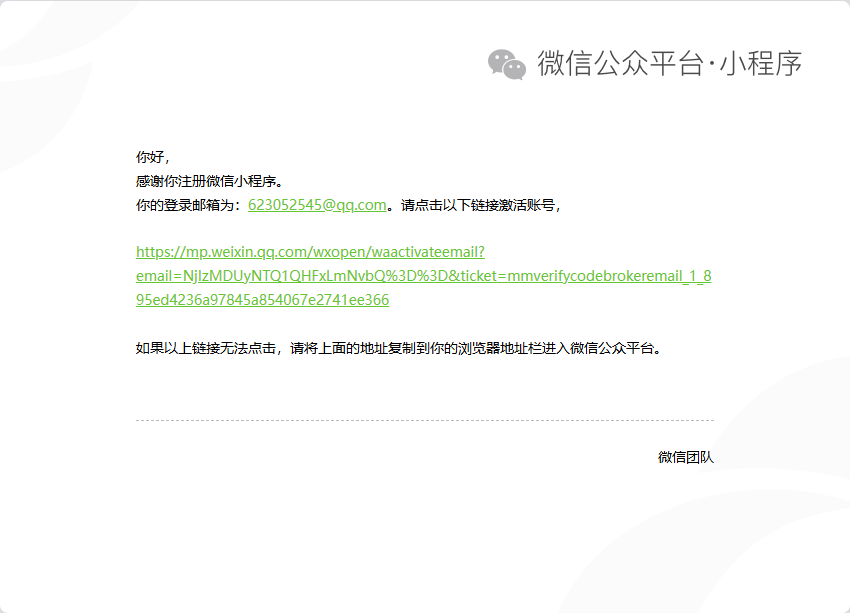 微信公众平台·小程序
你好，
感谢你注册微信小程序。
你的登录邮箱为：623052545@qq.com。请点击以下链接激活账号，
https://mp.weixin.qq.com/wxopen/waactivateemail?
email=NjIzMDUyNTQ1QHFxLmNvbQ%3D%3D&ticket=mmverifycodebrokeremail_1_8
95ed4236a97845a854067e2741ee366
如果以上链接无法点击，请将上面的地址复制到你的浏览器地址栏进入微信公众平台。
微信团队